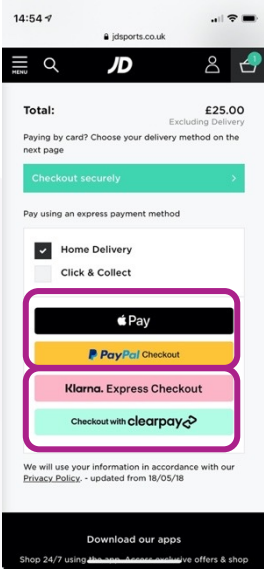 14:54
jdsports.co.uk
MENU
JD
Total: £25.00
Excluding Delivery
Paying by card? Choose your delivery method on the
next page
Checkout securely
Pay using an express payment method
Home Delivery
Click & Collect
Pay
PayPal Checkout
Klarna. Express Checkout
Checkout with clearpay
We will use your information in accordance with our
Privacy Policy. - updated from 18/05/18
Download our apps
Shop 24/7 using the app. Access exclusive offers & shop